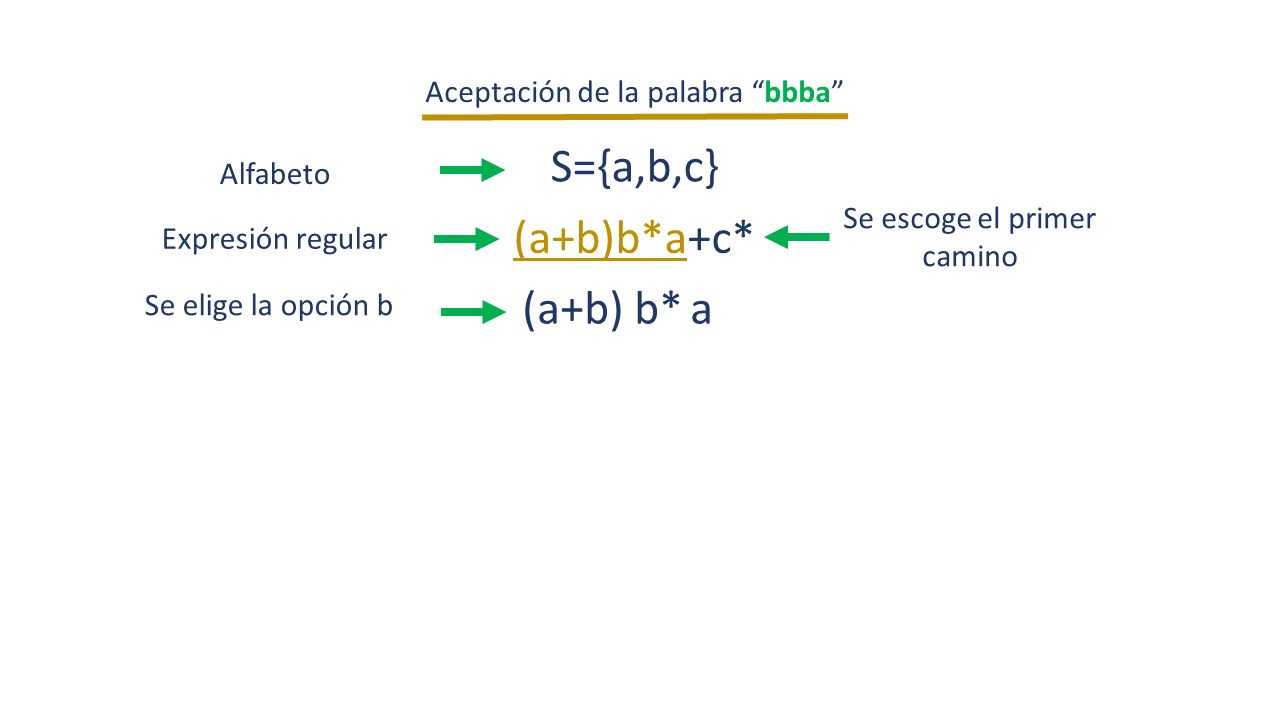 Aceptación de la palabra “bbba”
Alfabeto
S={a,b,c}
Expresión regular
(a+b)b*a+c*
Se escoge el primer
camino
Se elige la opción b
(a+b) b* a